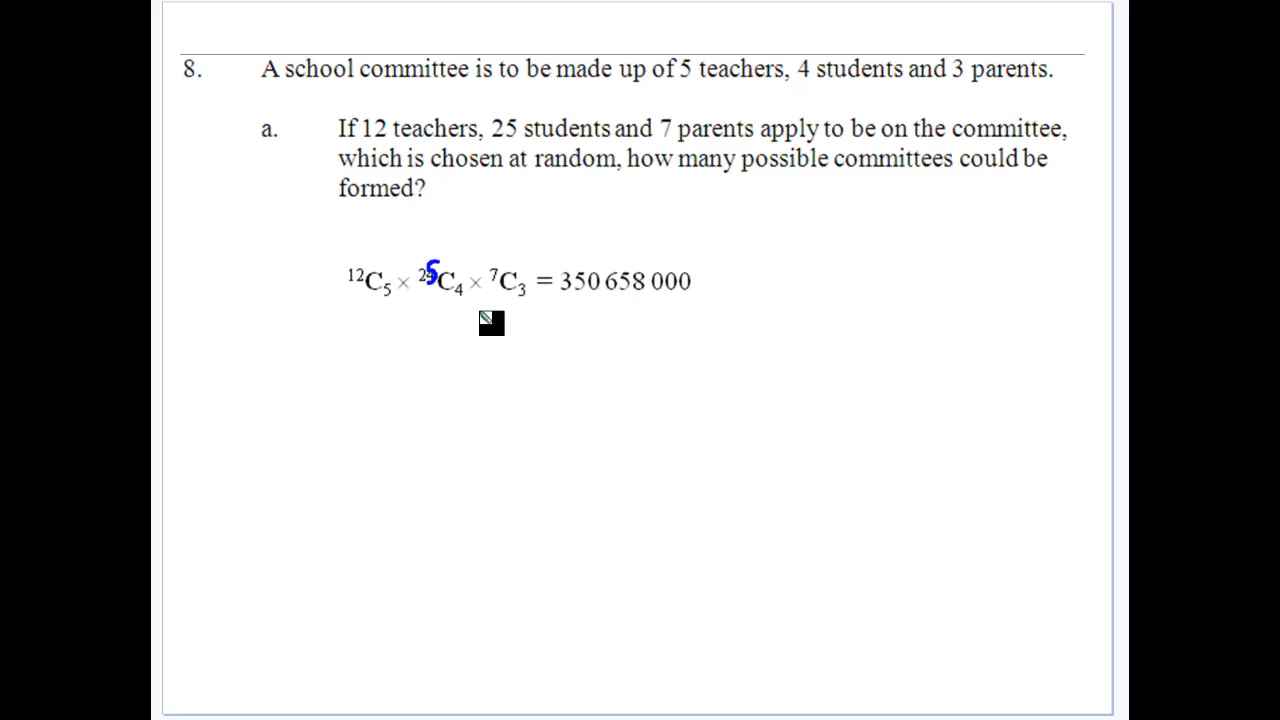 8. A school committee is to be made up of 5 teachers, 4 students and 3 parents.
a. If 12 teachers, 25 students and 7 parents apply to be on the committee,
which is chosen at random, how many possible committees could be
formed?
¹²C₅ × ²⁵C₄ × ⁷C₃ = 350 658 000